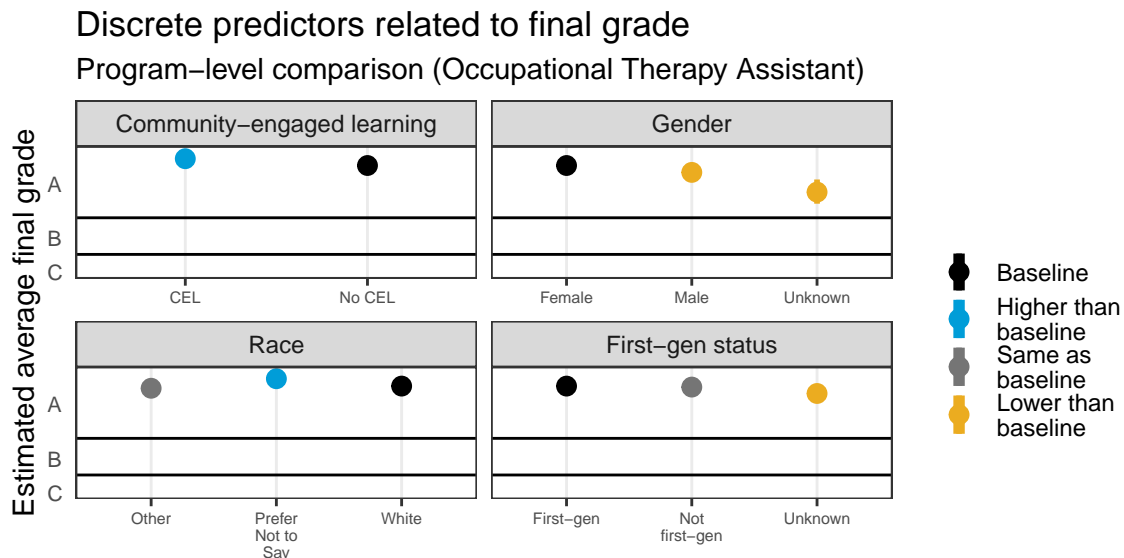 Discrete predictors related to final grade
Program−level comparison (Occupational Therapy Assistant)
Estimated average final grade
Community−engaged learning
Gender
A
B
C
CEL
No CEL
Female
Male
Unknown
Race
First−gen status
A
B
C
Other
Prefer
Not to
Say
White
First−gen
Not
first−gen
Unknown
Baseline
Higher than
baseline
Same as
baseline
Lower than
baseline